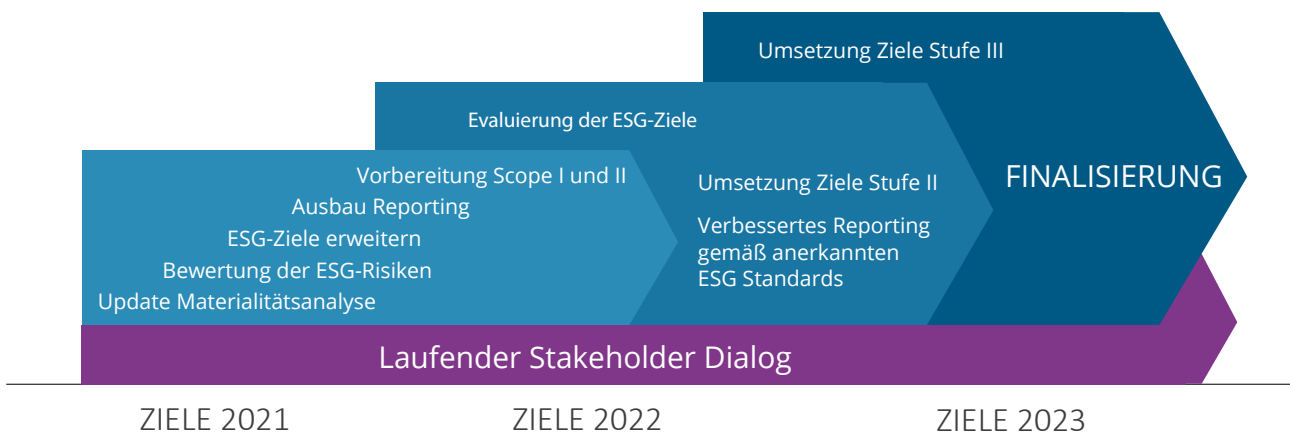 Umsetzung Ziele Stufe III
Evaluierung der ESG-Ziele
Vorbereitung Scope I und II
Ausbau Reporting
ESG-Ziele erweitern
Bewertung der ESG-Risiken
Update Materialitätsanalyse
Umsetzung Ziele Stufe II
Verbessertes Reporting
gemäß anerkannten
ESG Standards
FINALISIERUNG
Laufender Stakeholder Dialog
ZIELE 2021
ZIELE 2022
ZIELE 2023